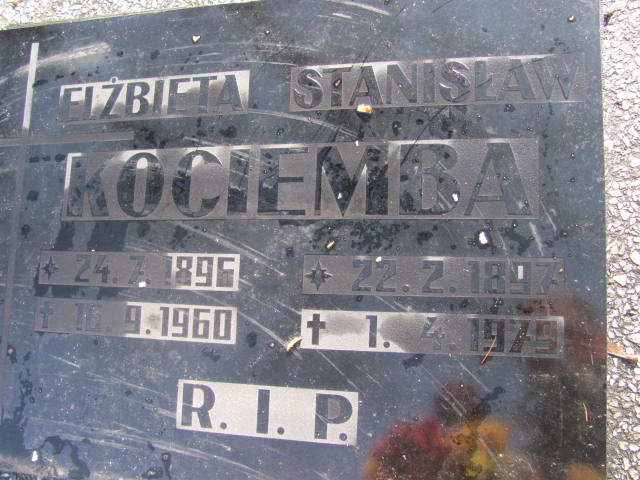 ELŻBIETA STANISŁAW
KOCIEMBA
24.7.1896 22.2.1897
16.9.1960 1.4.1979
R.I.P.